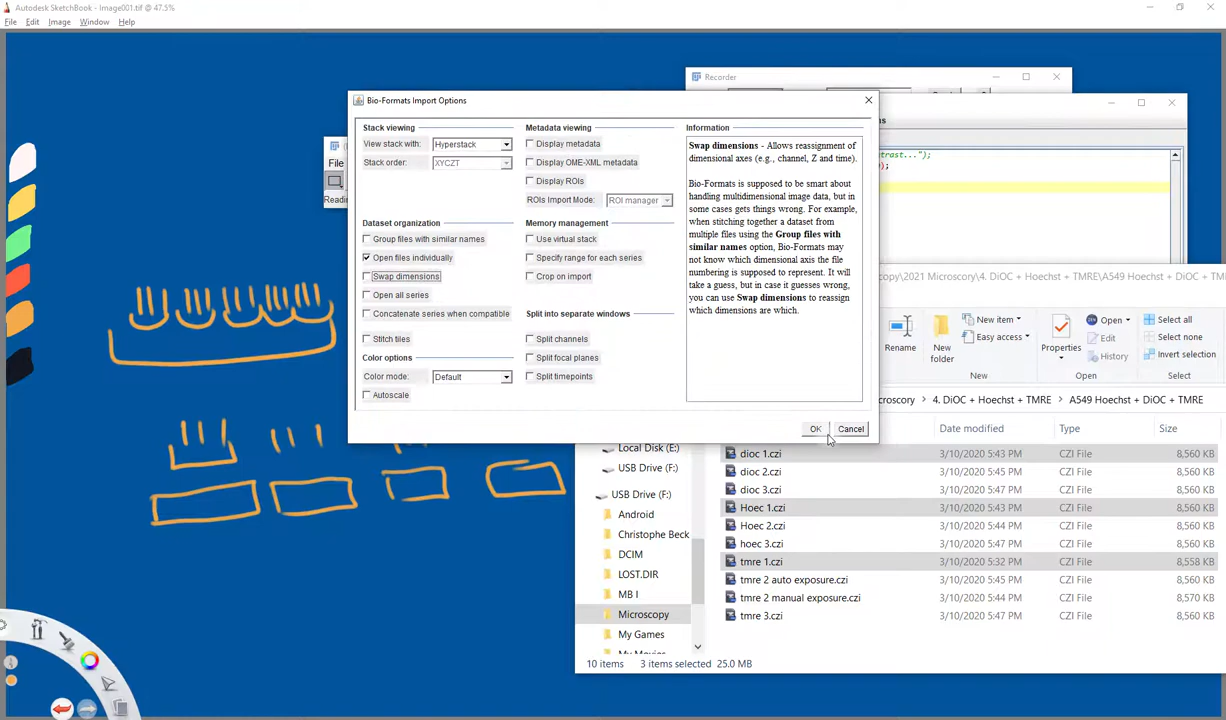 Autodesk SketchBook - Image001.tif @ 47.5%
File Edit Image Window Help
Recorder
Bio-Formats Import Options
Stack viewing
View stack with: Hyperstack
Stack order: XYCZT
Metadata viewing
Display metadata
Display OME-XML metadata
Display ROIs
ROIs Import Mode: ROI manager
Information
Swap dimensions - Allows reassignment of
dimensional axes (e.g., channel, Z and time).
Bio-Formats is supposed to be smart about
handling multidimensional image data, but in
some cases gets things wrong. For example,
when stitching together a dataset from
multiple files using the Group files with
similar names option, Bio-Formats may
not know which dimensional axis the file
numbering is supposed to represent. It will
take a guess, but in case it guesses wrong,
you can use Swap dimensions to reassign
which dimensions are which.
Dataset organization
Group files with similar names
Open files individually
Swap dimensions
Open all series
Concatenate series when compatible
Stitch tiles
Memory management
Use virtual stack
Specify range for each series
Crop on import
Split into separate windows
Split channels
Split focal planes
Split timepoints
Color options
Color mode: Default
Autoscale
OK Cancel
File
Readin
ns
trast...");
);
copy\2021 Microscory\4. DiOC + Hoechst + TMRE\A549 Hoechst + DiOC + TMRE
Rename
New
folder
New item
Easy access
New
Properties
Open
Edit
History
Open
Select all
Select none
Invert selection
Select
Microscory > 4. DiOC + Hoechst + TMRE > A549 Hoechst + DiOC + TMRE
Date modified Type Size
Local Disk (E:)
USB Drive (F:)
USB Drive (F:)
Android
Christophe Beck
DCIM
LOST.DIR
MB I
Microscopy
My Games
My Movies
dioc 1.czi 3/10/2020 5:43 PM CZI File 8,560 KB
dioc 2.czi 3/10/2020 5:45 PM CZI File 8,560 KB
dioc 3.czi 3/10/2020 5:47 PM CZI File 8,560 KB
Hoec 1.czi 3/10/2020 5:43 PM CZI File 8,560 KB
Hoec 2.czi 3/10/2020 5:44 PM CZI File 8,560 KB
hoec 3.czi 3/10/2020 5:47 PM CZI File 8,560 KB
tmre 1.czi 3/10/2020 5:32 PM CZI File 8,558 KB
tmre 2 auto exposure.czi 3/10/2020 5:45 PM CZI File 8,560 KB
tmre 2 manual exposure.czi 3/10/2020 5:44 PM CZI File 8,570 KB
tmre 3.czi 3/10/2020 5:47 PM CZI File 8,560 KB
10 items 3 items selected 25.0 MB